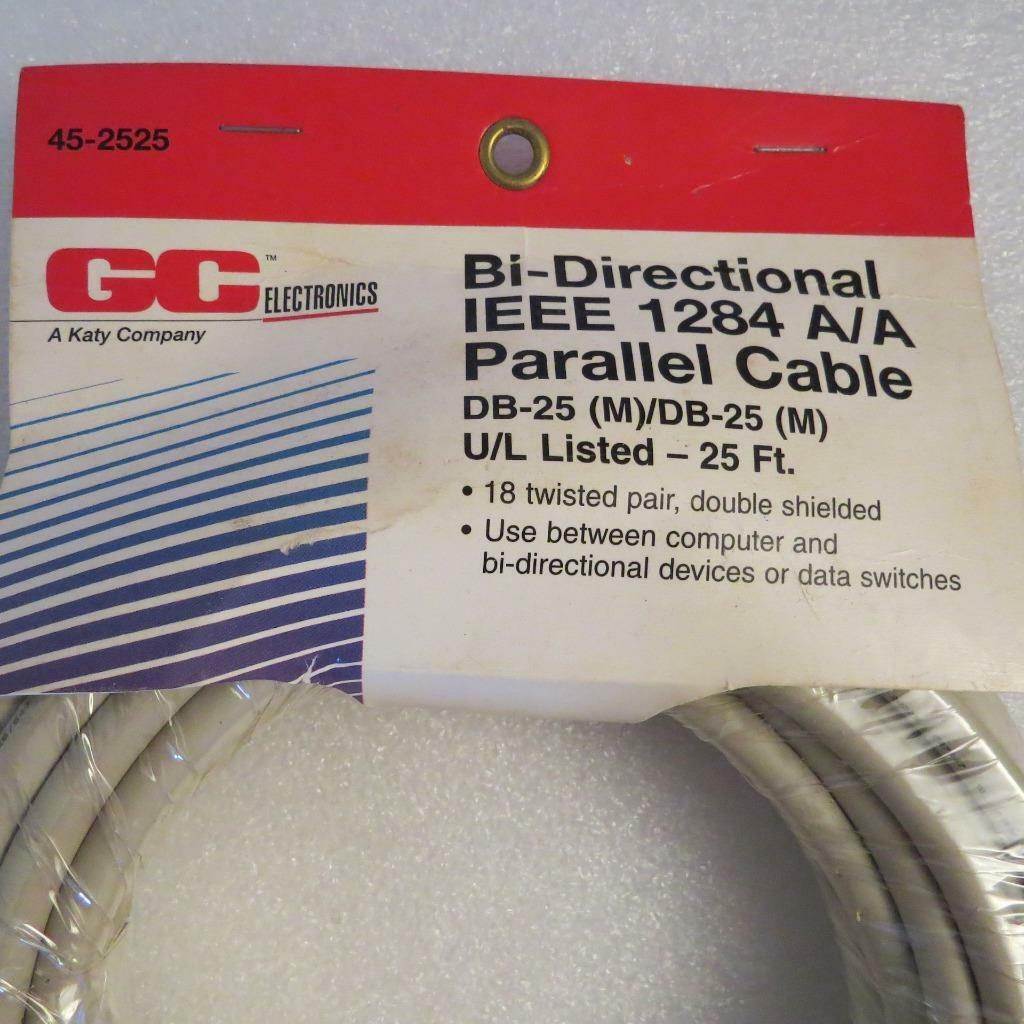 45-2525
GC™ ELECTRONICS
A Katy Company
Bi-Directional
IEEE 1284 A/A
Parallel Cable
DB-25 (M)/DB-25 (M)
U/L Listed – 25 Ft.
• 18 twisted pair, double shielded
• Use between computer and
bi-directional devices or data switches